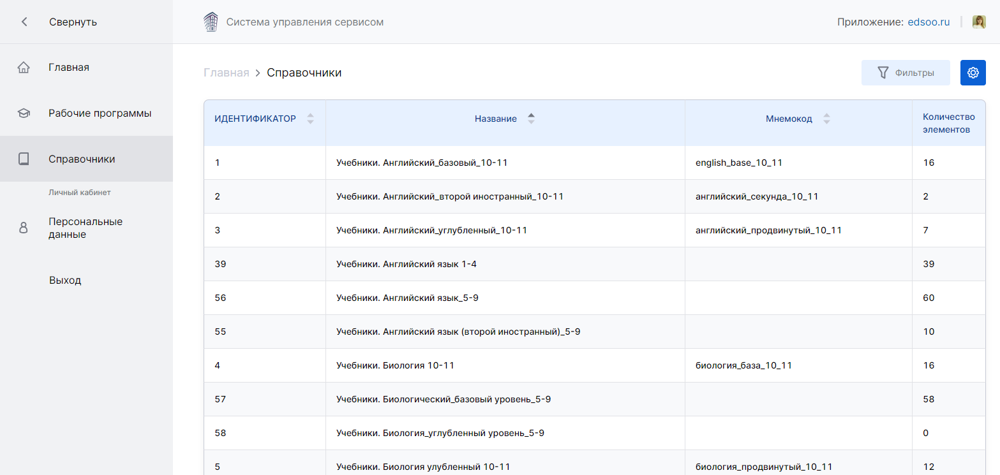 Свернуть
Система управления сервисом
Приложение: edsoo.ru
Главная
Рабочие программы
Справочники
Личный кабинет
Персональные
данные
Выход
Главная > Справочники
Фильтры
ИДЕНТИФИКАТОР Название Мнемокод Количество
элементов
1 Учебники. Английский_базовый_10-11 english_base_10_11 16
2 Учебники. Английский_второй иностранный_10-11 английский_секунда_10_11 2
3 Учебники. Английский_углубленный_10-11 английский_продвинутый_10_11 7
39 Учебники. Английский язык 1-4 39
56 Учебники. Английский язык_5-9 60
55 Учебники. Английский язык (второй иностранный)_5-9 10
4 Учебники. Биология 10-11 биология_база_10_11 16
57 Учебники. Биологический_базовый уровень_5-9 58
58 Учебники. Биология_углубленный уровень_5-9 0
5 Учебники. Биология улубленный 10-11 биология_продвинутый_10_11 12